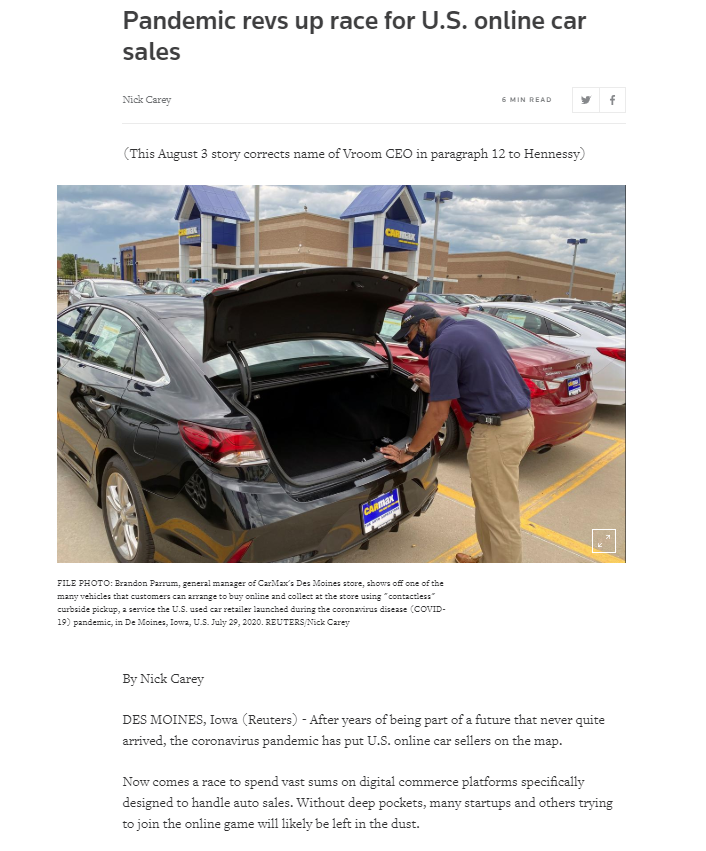 Pandemic revs up race for U.S. online car
sales
Nick Carey
6 MIN READ
(This August 3 story corrects name of Vroom CEO in paragraph 12 to Hennessy)
CARMAX
CARMAX
CARMAX
CARMAX
FILE PHOTO: Brandon Parrum, general manager of CarMax's Des Moines store, shows off one of the
many vehicles that customers can arrange to buy online and collect at the store using "contactless"
curbside pickup, a service the U.S. used car retailer launched during the coronavirus disease (COVID-
19) pandemic, in De Moines, Iowa, U.S. July 29, 2020. REUTERS/Nick Carey
By Nick Carey
DES MOINES, Iowa (Reuters) - After years of being part of a future that never quite
arrived, the coronavirus pandemic has put U.S. online car sellers on the map.
Now comes a race to spend vast sums on digital commerce platforms specifically
designed to handle auto sales. Without deep pockets, many startups and others trying
to join the online game will likely be left in the dust.